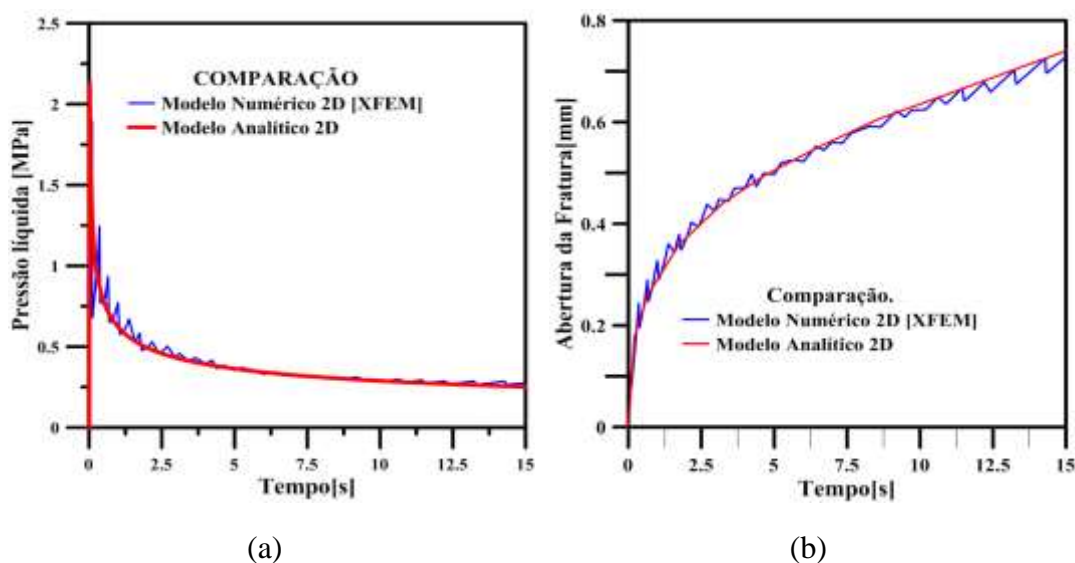 2.5
2
1.5
1
0.5
0
Pressão líquida [MPa]
COMPARAÇÃO
Modelo Numérico 2D [XFEM]
Modelo Analítico 2D
0 2.5 5 7.5 10 12.5 15
Tempo[s]
(a)
0.8
0.6
0.4
0.2
0
Abertura da Fratura[mm]
Comparação.
Modelo Numérico 2D [XFEM]
Modelo Analítico 2D
0 2.5 5 7.5 10 12.5 15
Tempo[s]
(b)